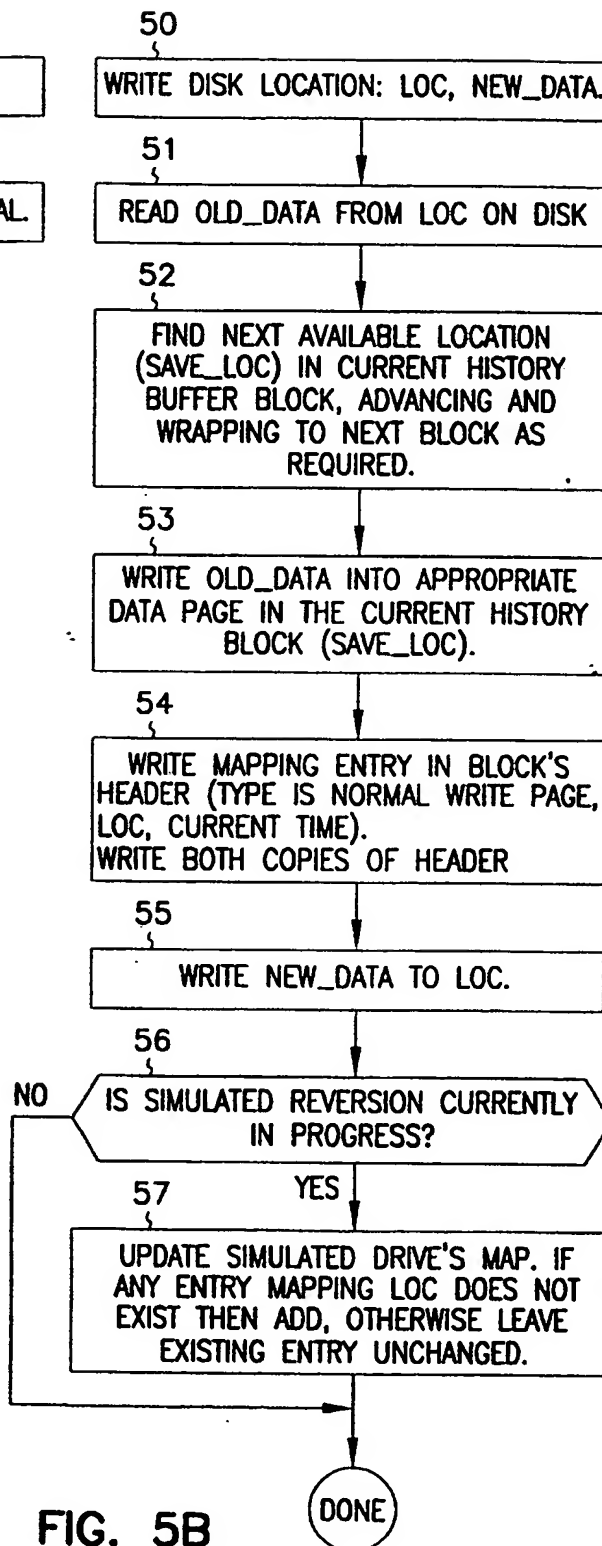 50
WRITE DISK LOCATION: LOC, NEW_DATA.
51
AL.
READ OLD_DATA FROM LOC ON DISK
52
FIND NEXT AVAILABLE LOCATION
(SAVE_LOC) IN CURRENT HISTORY
BUFFER BLOCK, ADVANCING AND
WRAPPING TO NEXT BLOCK AS
REQUIRED.
53
WRITE OLD_DATA INTO APPROPRIATE
DATA PAGE IN THE CURRENT HISTORY
BLOCK (SAVE_LOC).
54
WRITE MAPPING ENTRY IN BLOCK'S
HEADER (TYPE IS NORMAL WRITE PAGE,
LOC, CURRENT TIME).
WRITE BOTH COPIES OF HEADER
55
WRITE NEW_DATA TO LOC.
56
NO
IS SIMULATED REVERSION CURRENTLY
IN PROGRESS?
YES
57
UPDATE SIMULATED DRIVE'S MAP. IF
ANY ENTRY MAPPING LOC DOES NOT
EXIST THEN ADD, OTHERWISE LEAVE
EXISTING ENTRY UNCHANGED.
DONE
FIG. 5B